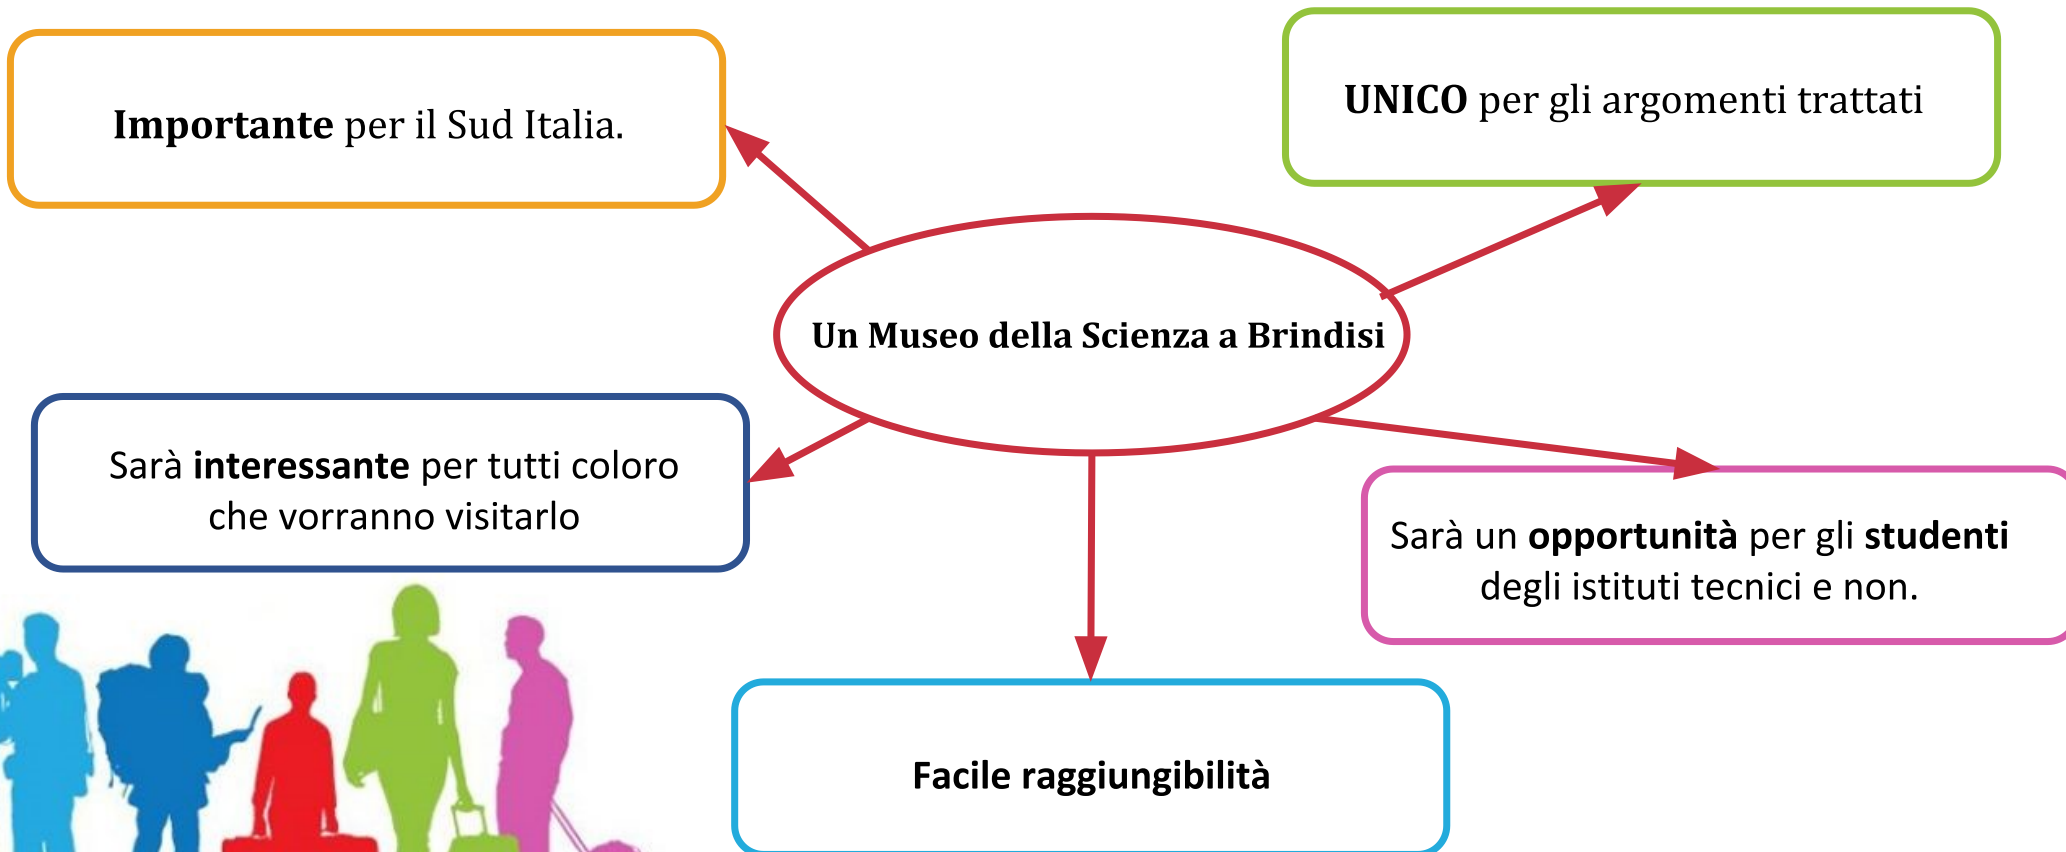 Importante per il Sud Italia.
UNICO per gli argomenti trattati
Un Museo della Scienza a Brindisi
Sarà interessante per tutti coloro
che vorranno visitarlo
Sarà un opportunità per gli studenti
degli istituti tecnici e non.
Facile raggiungibilità